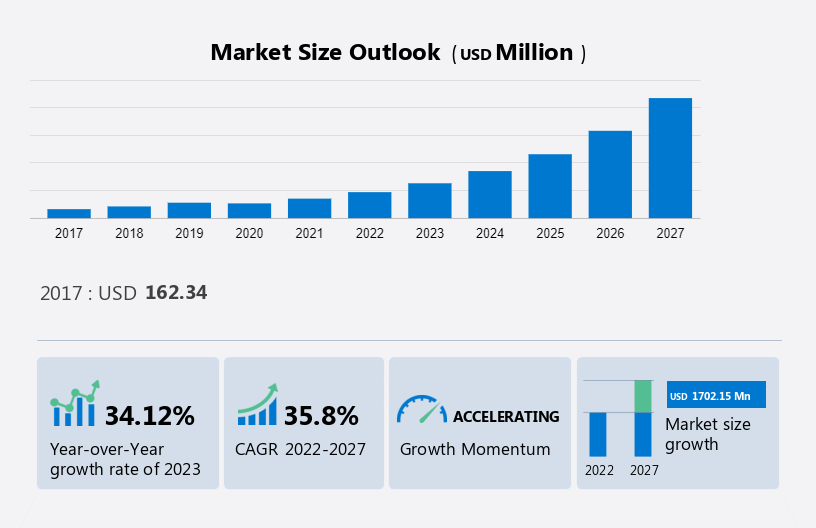 Market Size Outlook ( USD Million )
2017 2018 2019 2020 2021 2022 2023 2024 2025 2026 2027
2017 : USD 162.34
34.12%
Year-over-Year
growth rate of 2023
35.8%
CAGR 2022-2027
ACCELERATING
Growth Momentum
USD 1702.15 Mn
Market size
growth
2022 2027